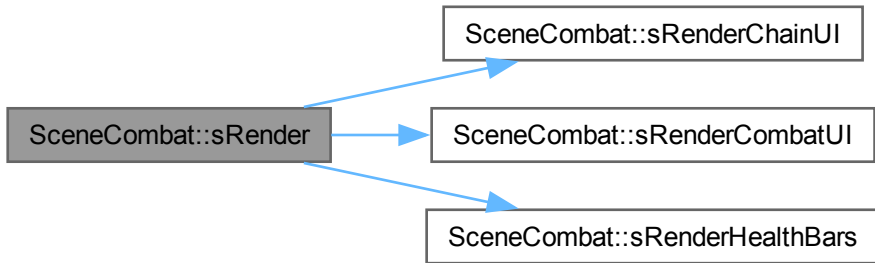 SceneCombat::sRenderChainUI
SceneCombat::sRender
SceneCombat::sRenderCombatUI
SceneCombat::sRenderHealthBars